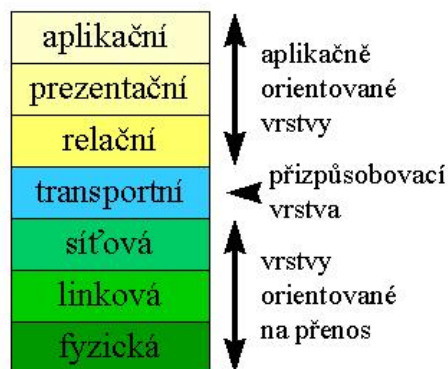 aplikační
prezentační
relační
transportní
síťová
linková
fyzická
aplikačně
orientované
vrstvy
přizpůsobovací
vrstva
vrstvy
orientované
na přenos